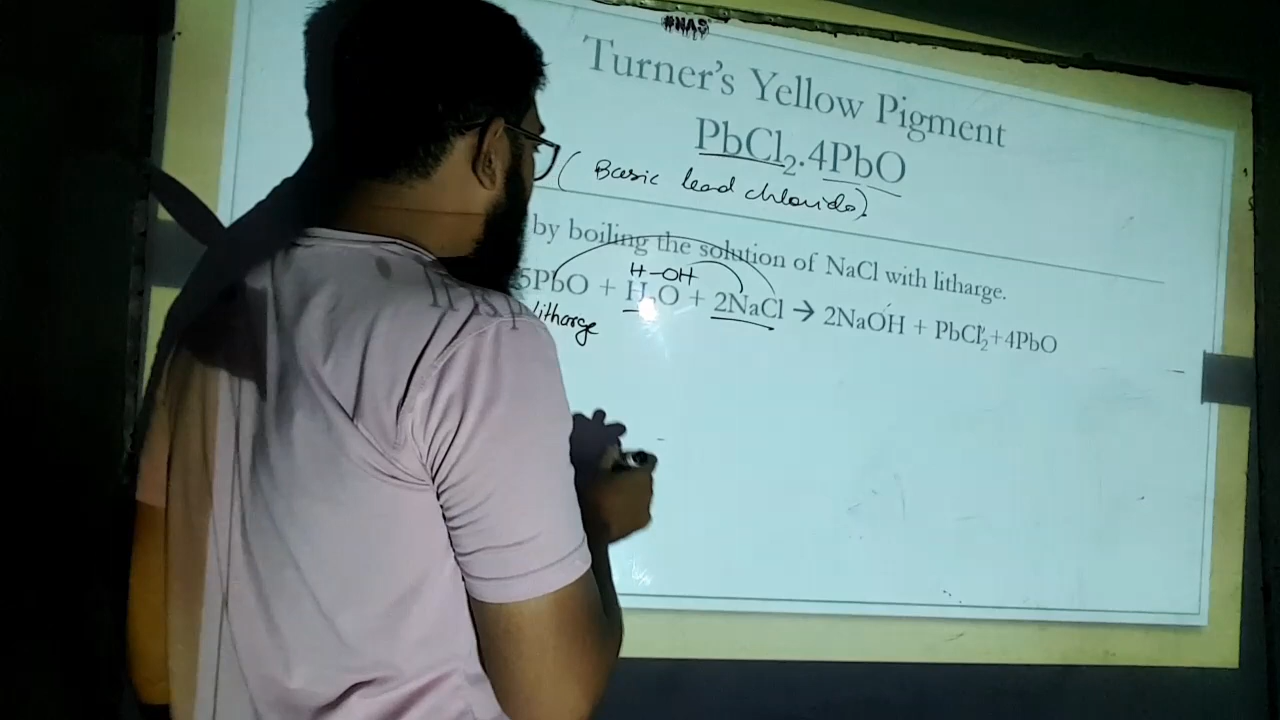 #NAS
Turner's Yellow Pigment
PbCl₂.4PbO
(Basic lead chloride)
by boiling the solution of NaCl with litharge.
H-OH
5PbO + H₂O + 2NaCl → 2NaOH + PbCl₂+4PbO
litharge